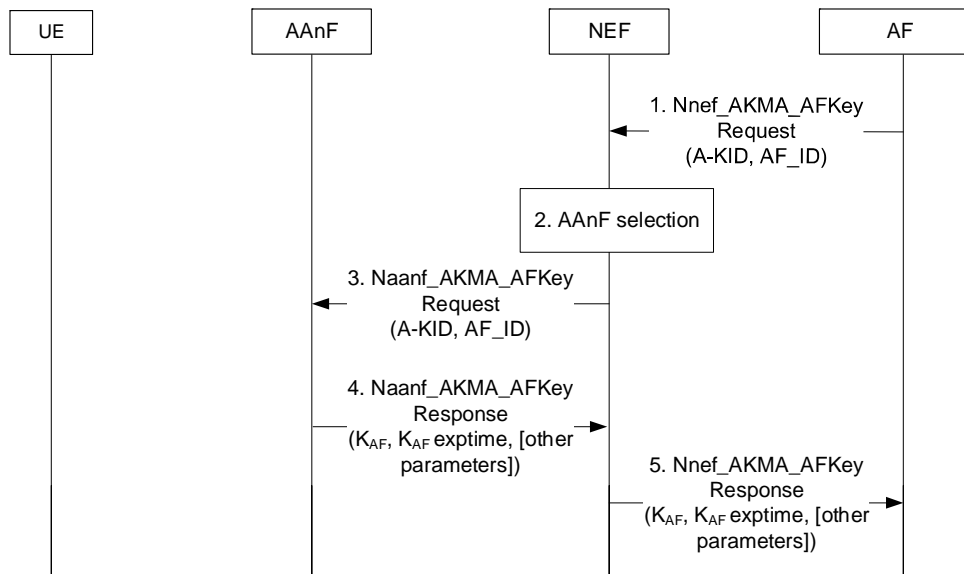 UE
AAnF
NEF
AF
1. Nnef_AKMA_AFKey
Request
(A-KID, AF_ID)
2. AAnF selection
3. Naanf_AKMA_AFKey
Request
(A-KID, AF_ID)
4. Naanf_AKMA_AFKey
Response
(KAF, KAF exptime, [other
parameters])
5. Nnef_AKMA_AFKey
Response
(KAF, KAF exptime, [other
parameters])